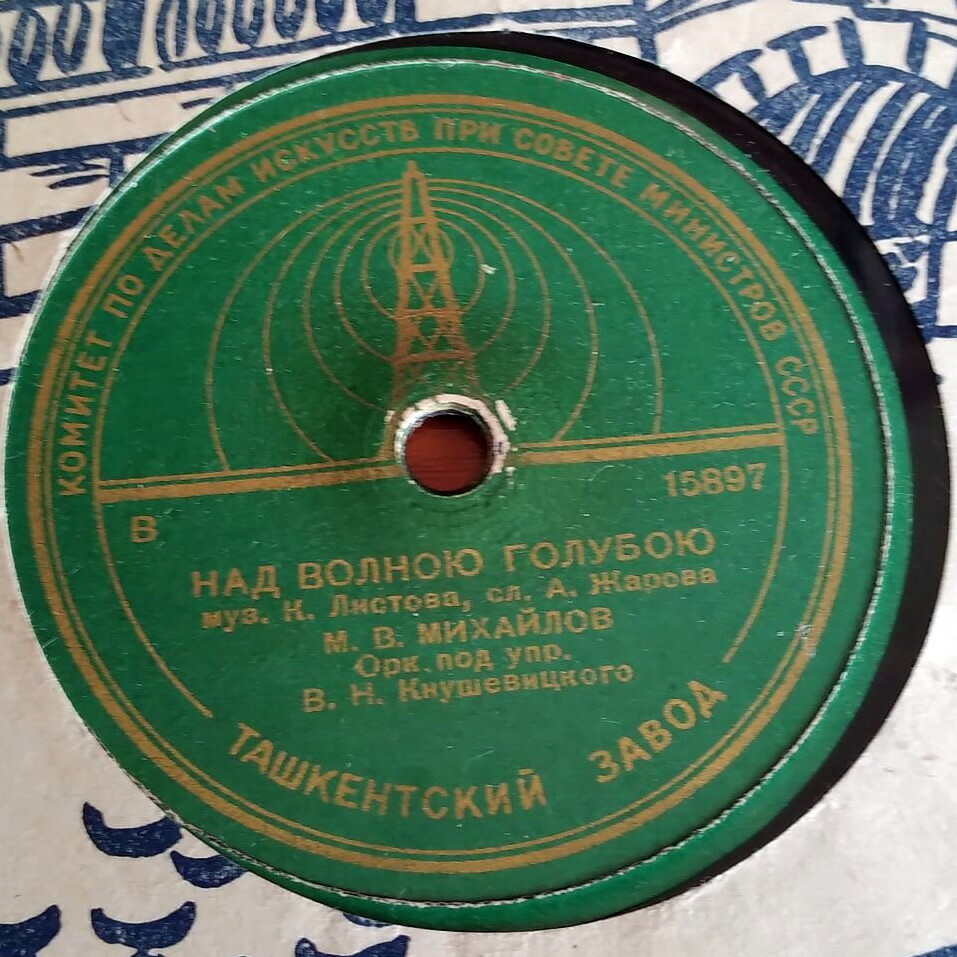 КОМИТЕТ ПО ДЕЛАМ ИСКУССТВ ПРИ СОВЕТЕ МИНИСТРОВ СССР
В
15897
НАД ВОЛНОЮ ГОЛУБОЮ
муз. К. Листова, сл. А. Жарова
М. В. МИХАЙЛОВ
Орк. под упр.
В. Н. Кнушевицкого
ТАШКЕНТСКИЙ ЗАВОД